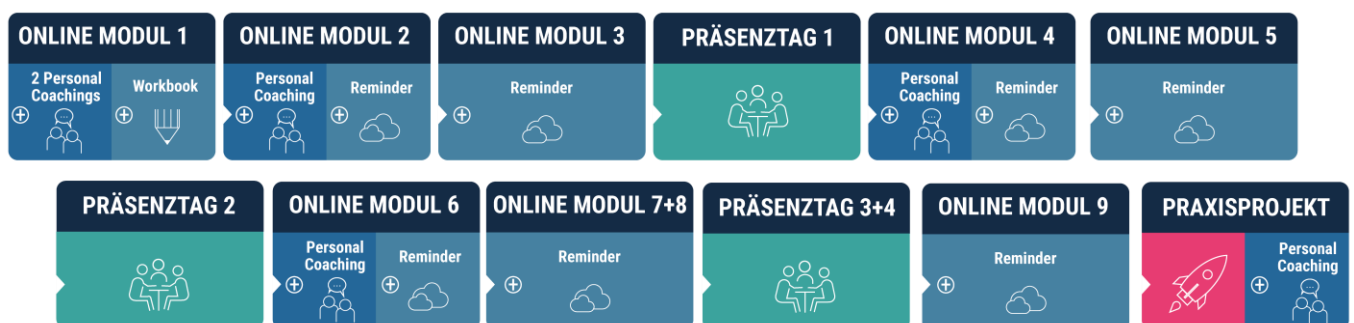 ONLINE MODUL 1
2 Personal
Coachings
Workbook
ONLINE MODUL 2
Personal
Coaching
Reminder
ONLINE MODUL 3
Reminder
PRÄSENZTAG 1
ONLINE MODUL 4
Personal
Coaching
Reminder
ONLINE MODUL 5
Reminder
PRÄSENZTAG 2
ONLINE MODUL 6
Personal
Coaching
Reminder
ONLINE MODUL 7+8
Reminder
PRÄSENZTAG 3+4
ONLINE MODUL 9
Reminder
PRAXISPROJEKT
Personal
Coaching